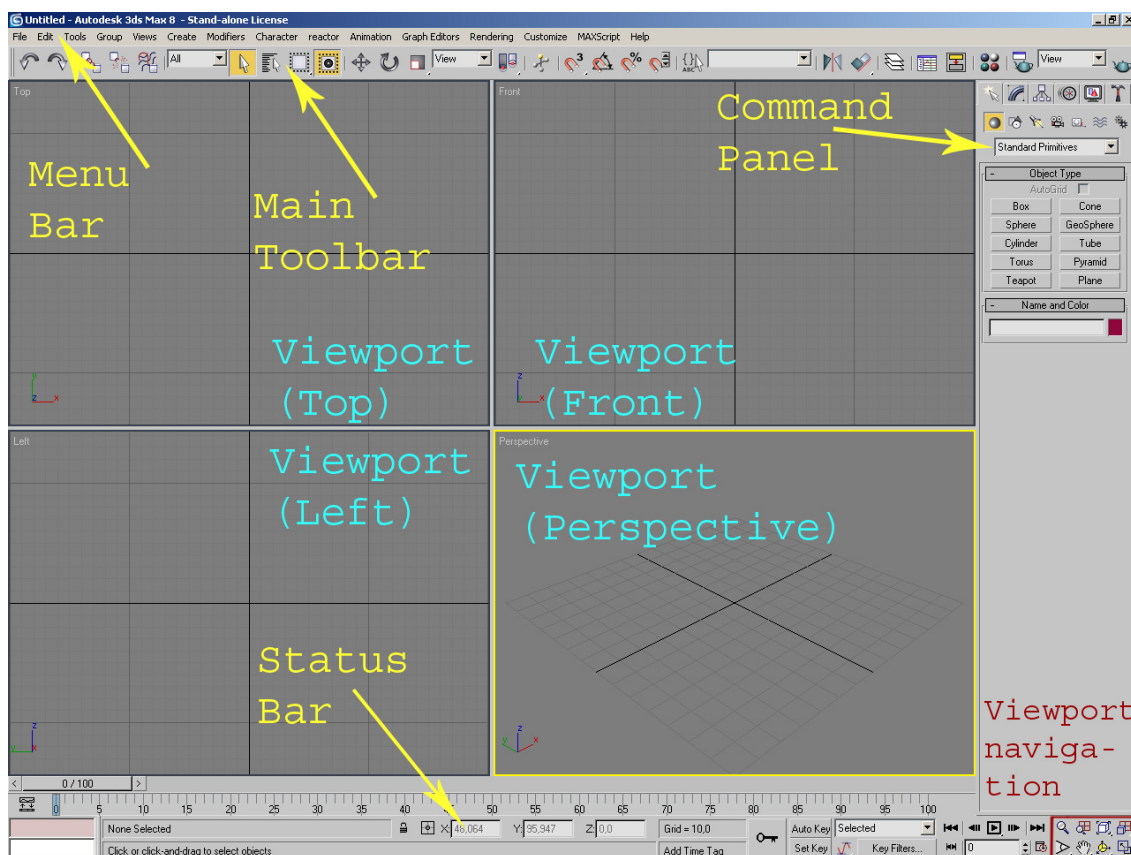 Untitled - Autodesk 3ds Max 8 - Stand-alone License
File Edit Tools Group Views Create Modifiers Character reactor Animation Graph Editors Rendering Customize MAXScript Help
All View View
Top
Front
Command
Panel
Menu
Bar
Main
Toolbar
Standard Primitives
- Object Type
AutoGrid
Box Cone
Sphere GeoSphere
Cylinder Tube
Torus Pyramid
Teapot Plane
- Name and Color
Viewport
(Top)
Viewport
(Front)
z x
z x
y
Left
Perspective
Viewport
(Left)
Viewport
(Perspective)
Status
Bar
z
y x
z
y x
Viewport
naviga-
tion
< 0 / 100 >
0 5 10 15 20 25 30 35 40 45 50 55 60 65 70 75 80 85 90 95 100
None Selected X: 48,064 Y: 95,947 Z: 0,0 Grid = 10,0 Auto Key Selected
Click or click-and-drag to select objects Add Time Tag Set Key Key Filters... 0